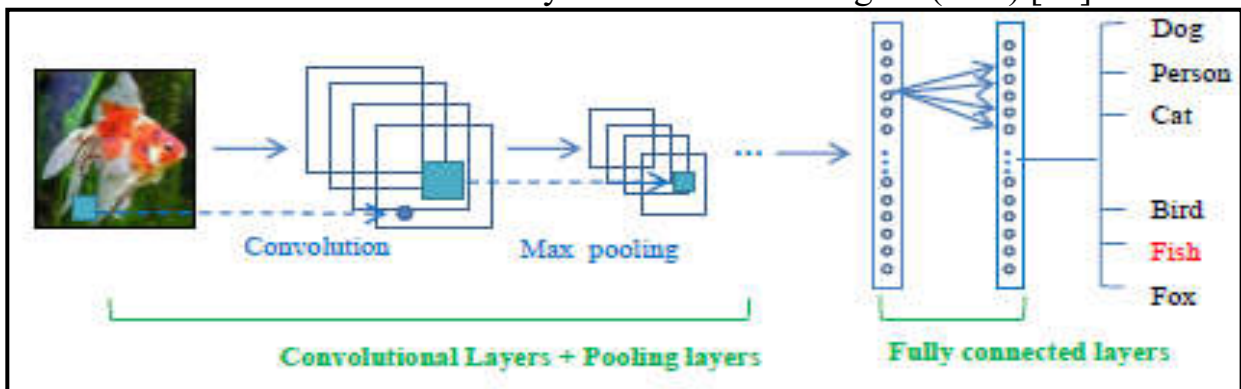 Dog
Person
Cat
Bird
Fish
Fox
Convolution
Max pooling
Convolutional Layers + Pooling layers
Fully connected layers